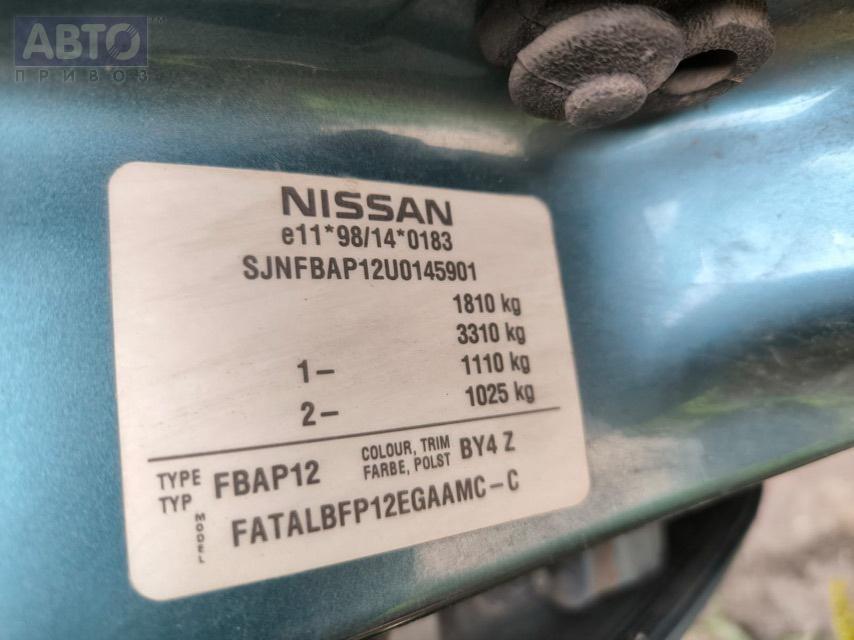 АВТО
ПРИВОЗ
NISSAN
e11*98/14*0183
SJNFBAP12U0145901
1810 kg
3310 kg
1- 1110 kg
2- 1025 kg
TYPE
TYP FBAP12 COLOUR, TRIM
FARBE, POLST BY4 Z
MODEL FATALBFP12EGAAMC-C